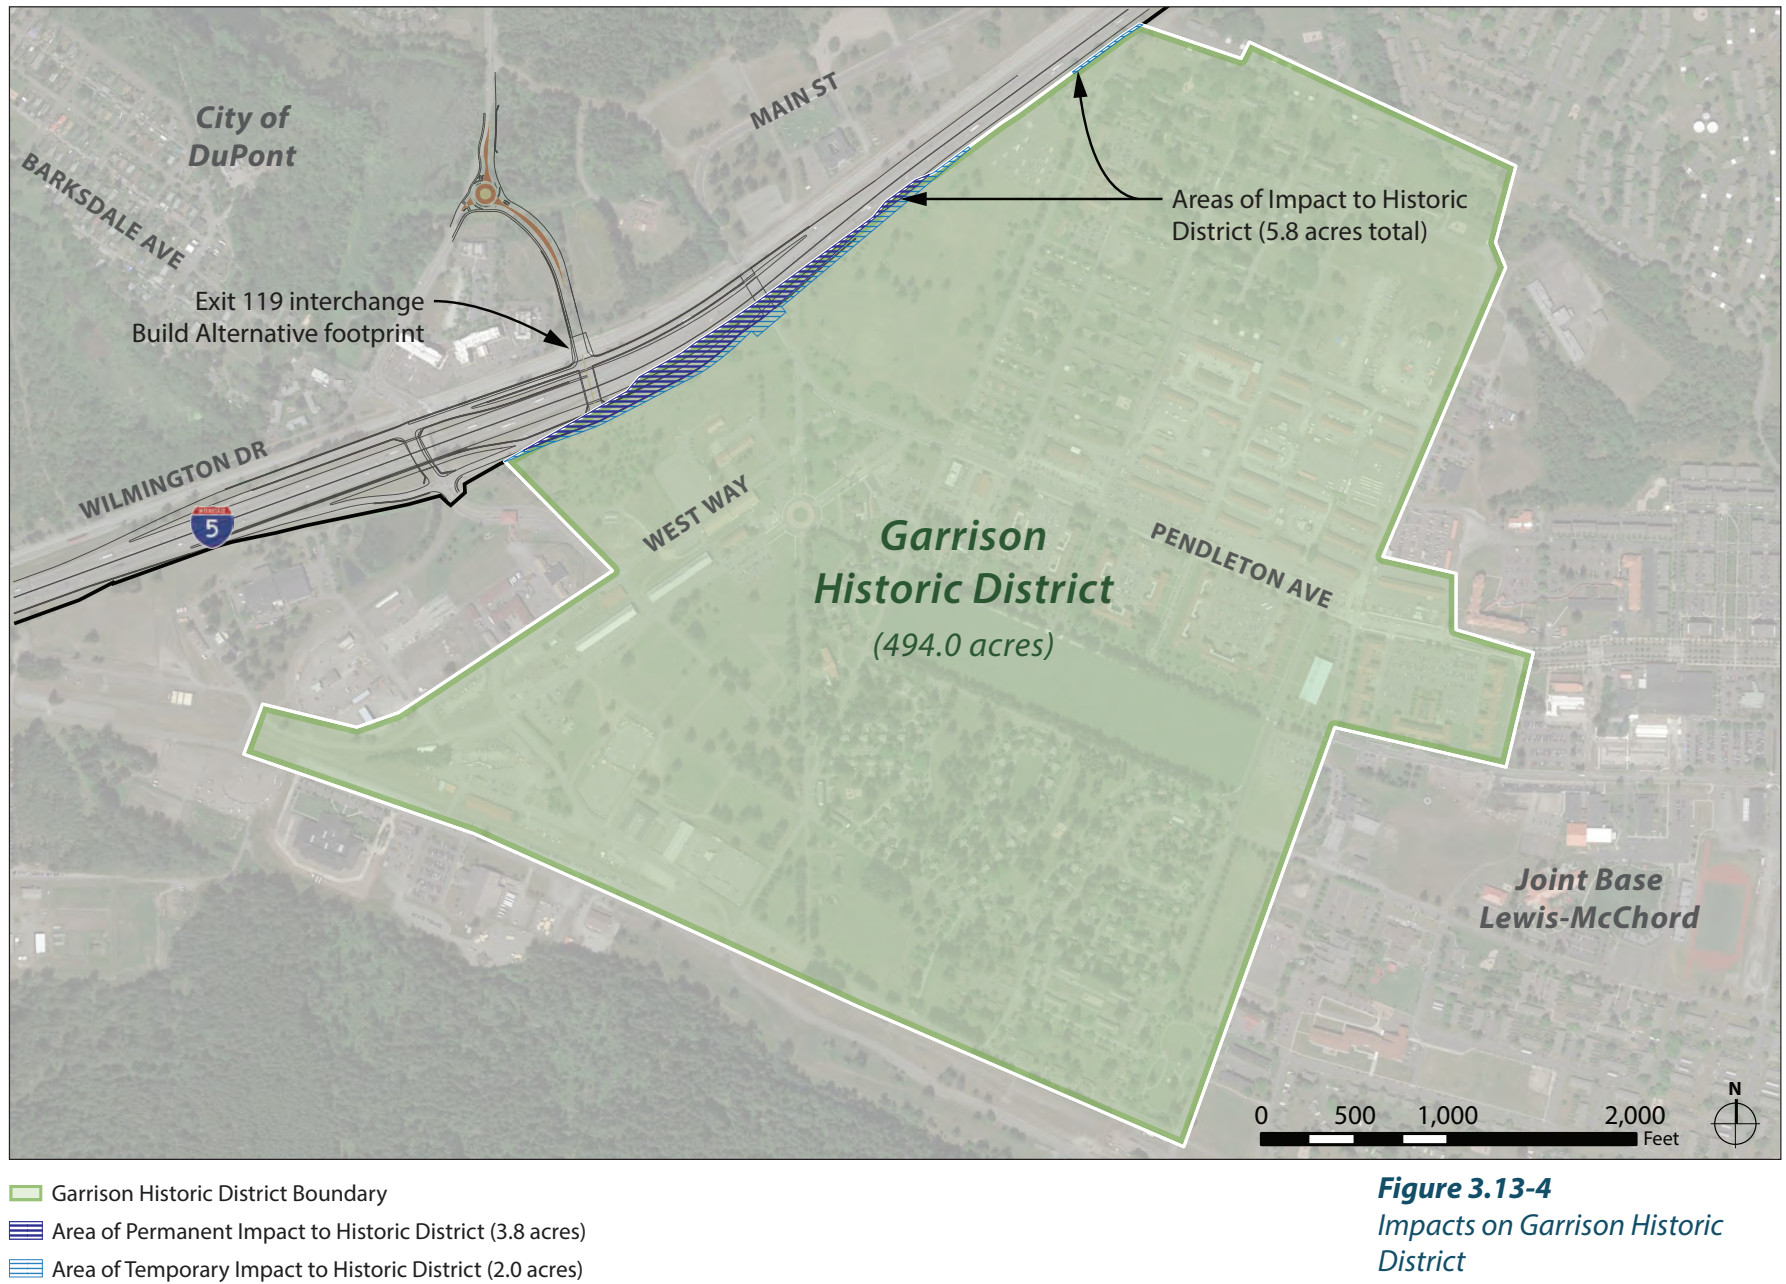 City of
DuPont
MAIN ST
BARKSDALE AVE
Areas of Impact to Historic
District (5.8 acres total)
Exit 119 interchange
Build Alternative footprint
WILMINGTON DR
5
WEST WAY
Garrison
Historic District
(494.0 acres)
PENDLETON AVE
Joint Base
Lewis-McChord
N
0 500 1,000 2,000
Feet
Garrison Historic District Boundary
Area of Permanent Impact to Historic District (3.8 acres)
Area of Temporary Impact to Historic District (2.0 acres)
Figure 3.13-4
Impacts on Garrison Historic
District